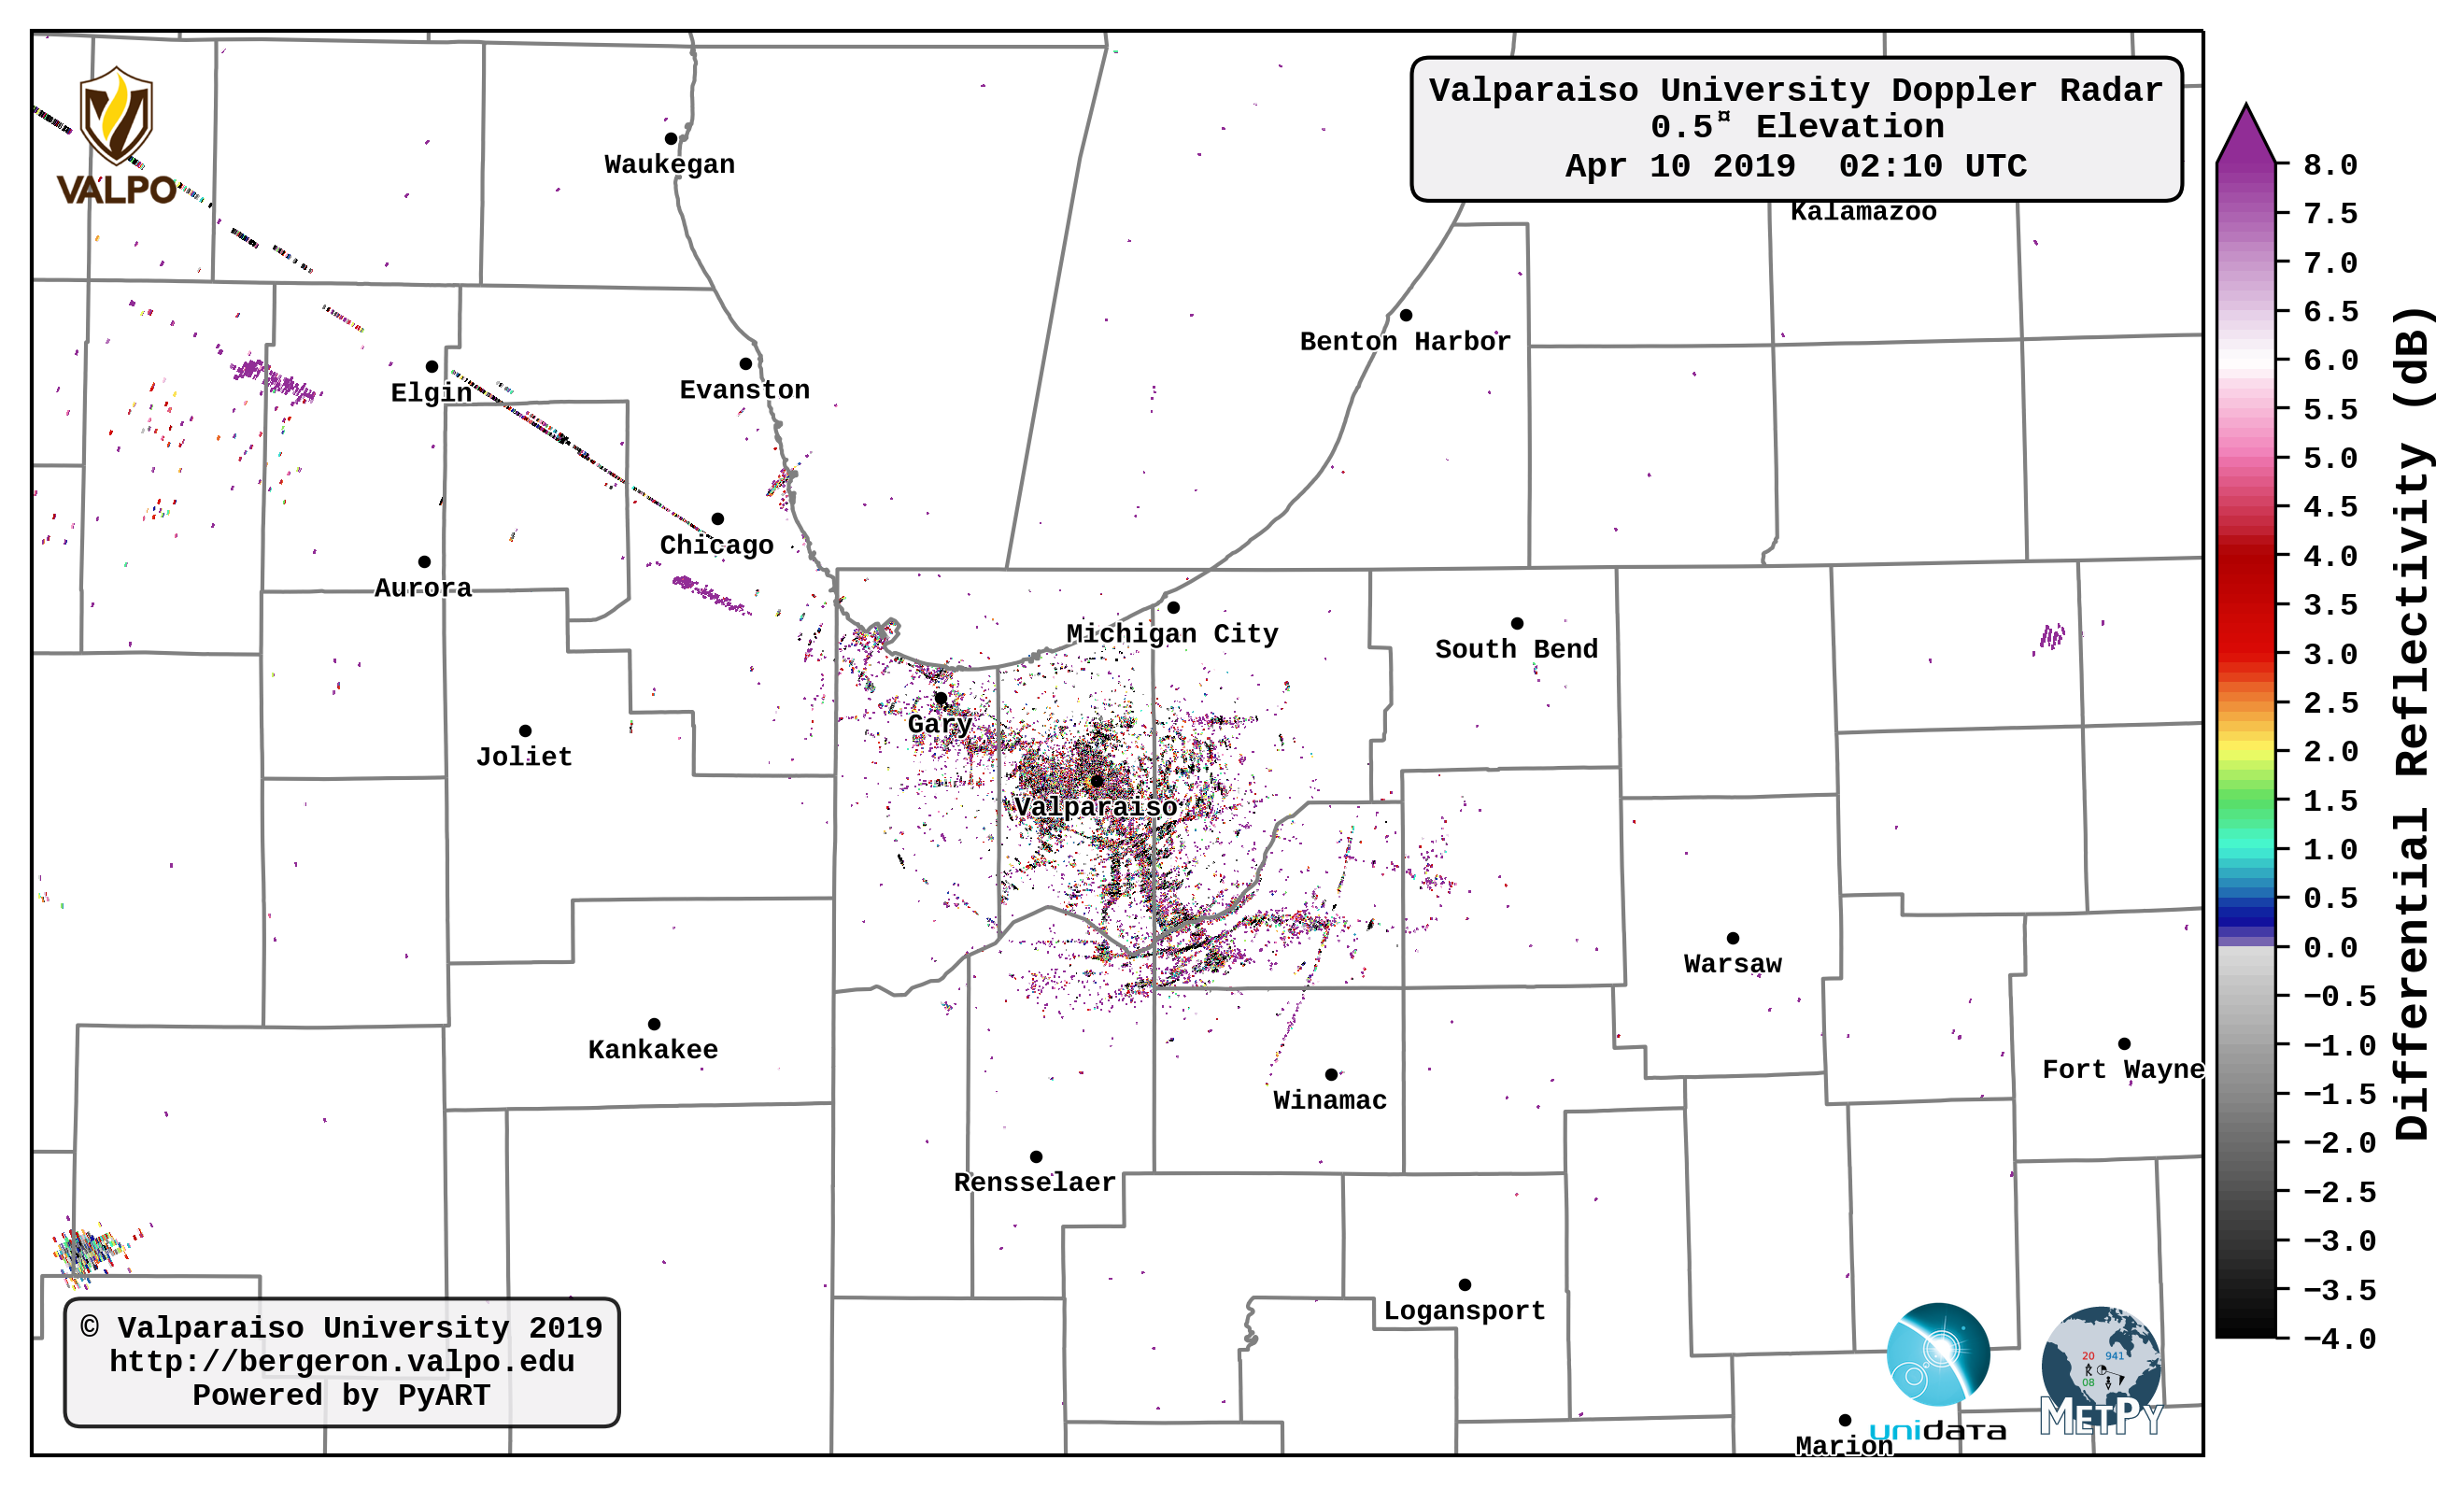 Valparaiso University Doppler Radar
0.5¤ Elevation
Apr 10 2019  02:10 UTC
VALPO
Waukegan
Kalamazoo
Benton Harbor
Elgin
Evanston
Chicago
Aurora
Michigan City
South Bend
Gary
Joliet
Valparaiso
Warsaw
Kankakee
Fort Wayne
Winamac
Rensselaer
Logansport
Marion
© Valparaiso University 2019
http://bergeron.valpo.edu
Powered by PyART
unidata
20 941
08
METPY
8.0
7.5
7.0
6.5
6.0
5.5
5.0
4.5
4.0
3.5
3.0
2.5
2.0
1.5
1.0
0.5
0.0
−0.5
−1.0
−1.5
−2.0
−2.5
−3.0
−3.5
−4.0
Differential Reflectivity (dB)